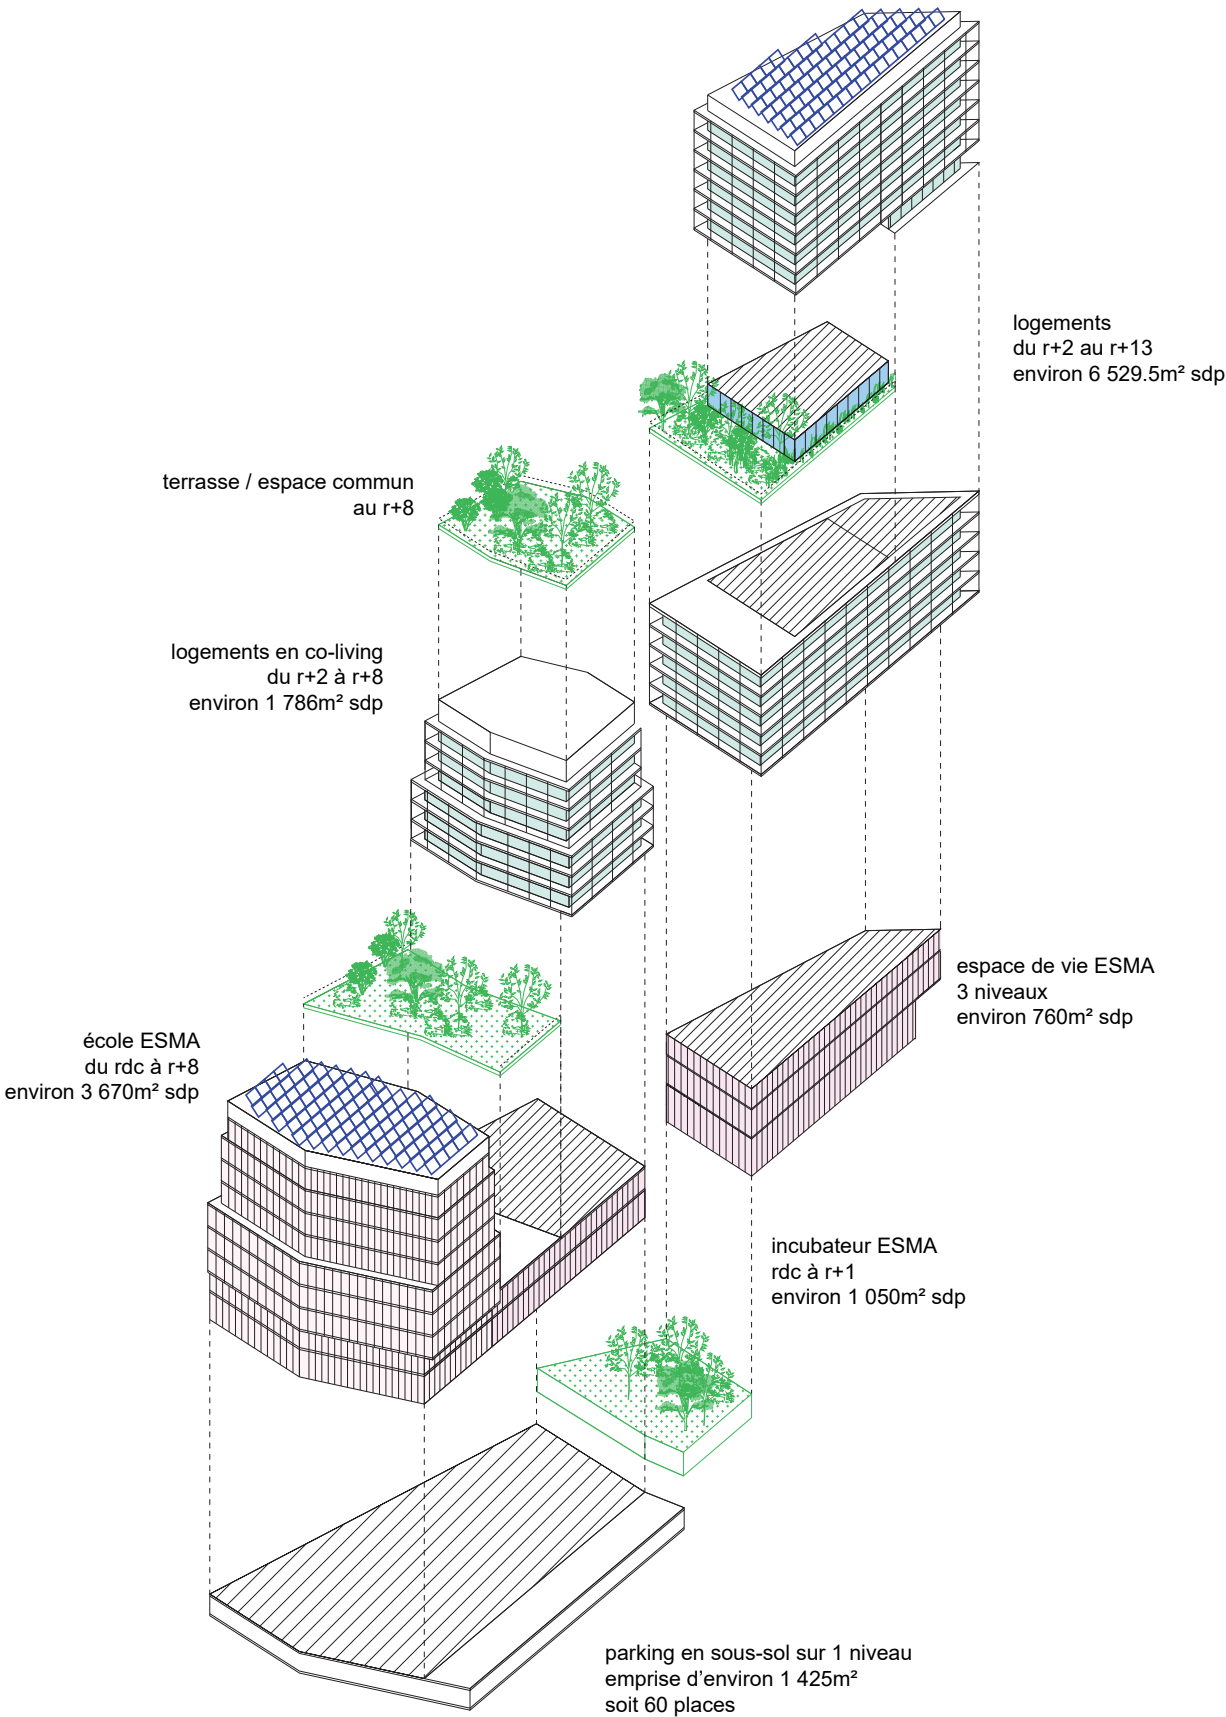 logements
du r+2 au r+13
environ 6 529.5m² sdp
terrasse / espace commun
au r+8
logements en co-living
du r+2 à r+8
environ 1 786m² sdp
espace de vie ESMA
3 niveaux
environ 760m² sdp
école ESMA
du rdc à r+8
environ 3 670m² sdp
incubateur ESMA
rdc à r+1
environ 1 050m² sdp
parking en sous-sol sur 1 niveau
emprise d'environ 1 425m²
soit 60 places